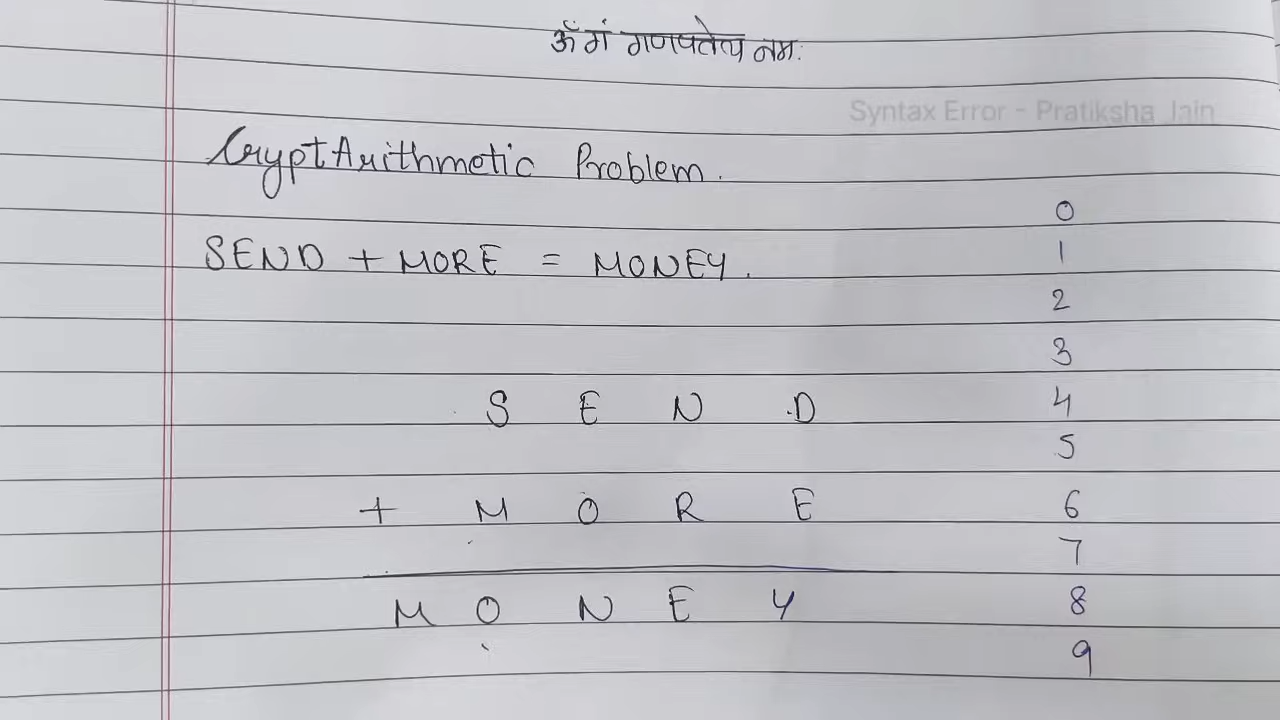 ॐ गं गणपतेय नमः
Syntax Error - Pratiksha Jain
CryptArithmetic Problem.
SEND + MORE = MONEY.
0
1
2
3
S E N D 4
5
+ M O R E 6
7
M O N E Y 8
9